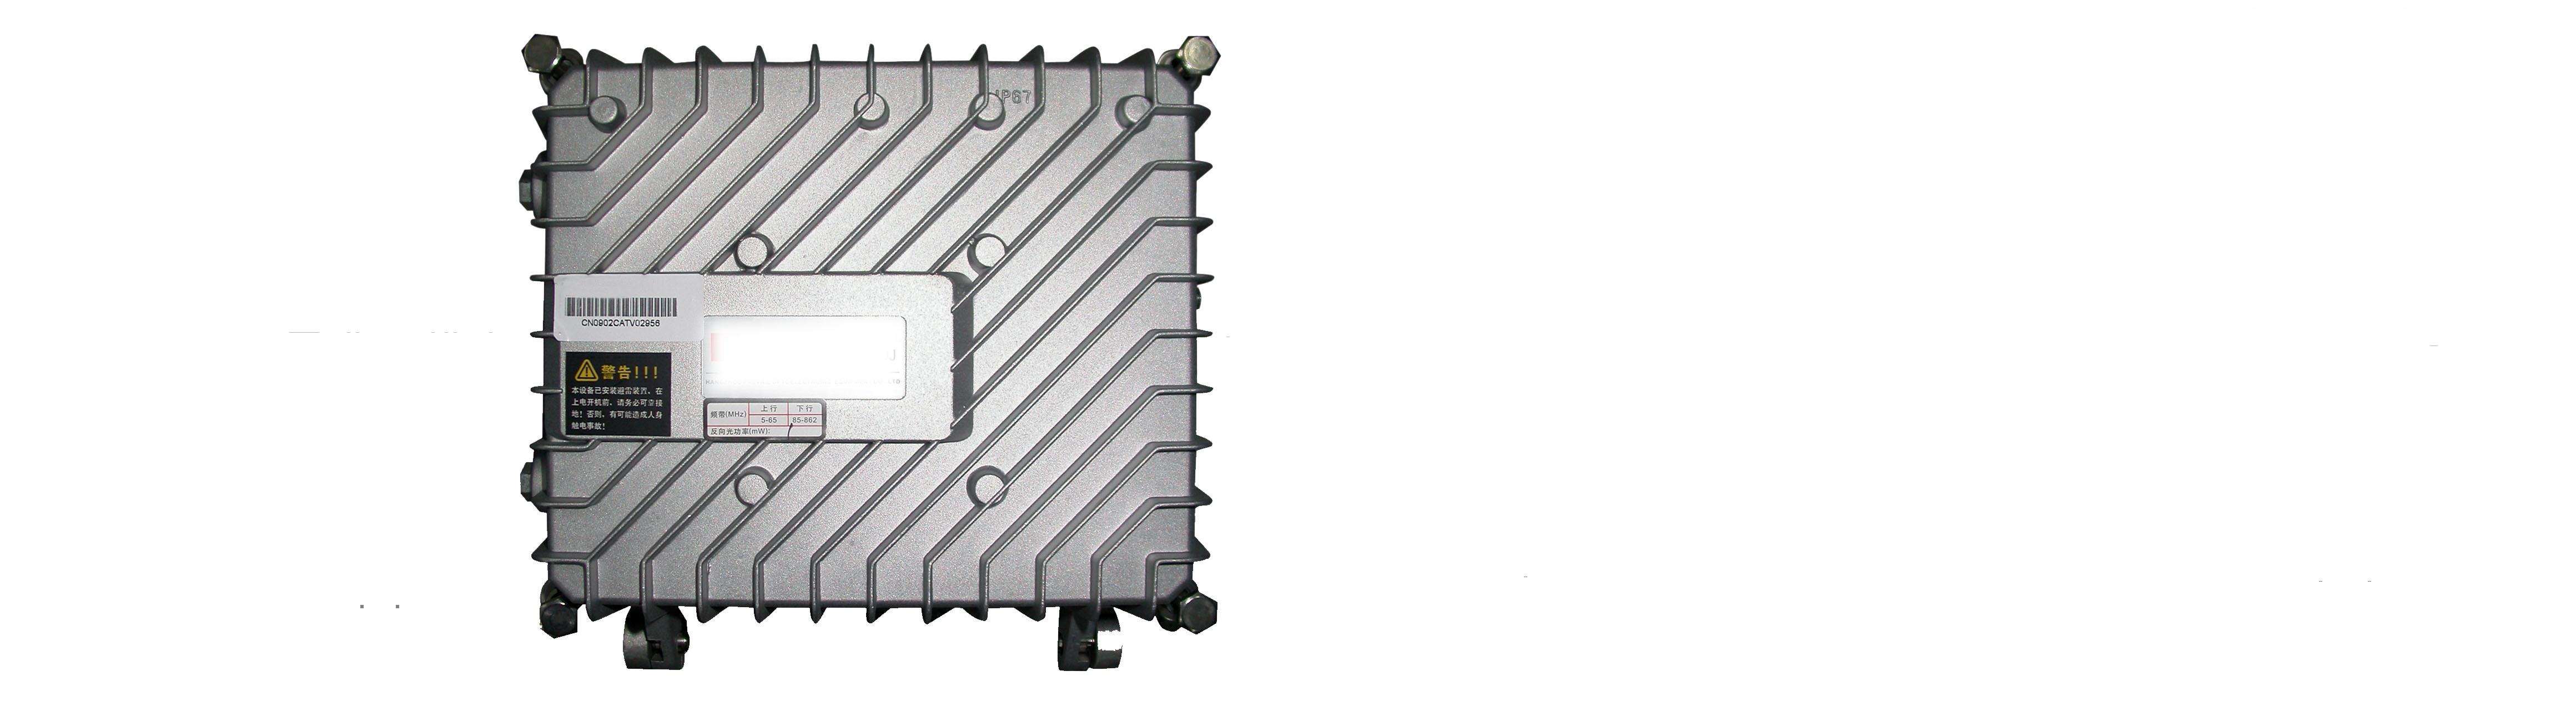 IP67
CN0902CATV02956
警告!!!
本设备已安装避雷装置，在
上电开机前，请务必可靠接
地！否则，有可能造成人身
触电事故！
频带(MHz) 上行 下行
5-65 85-862
反向光功率(mW):